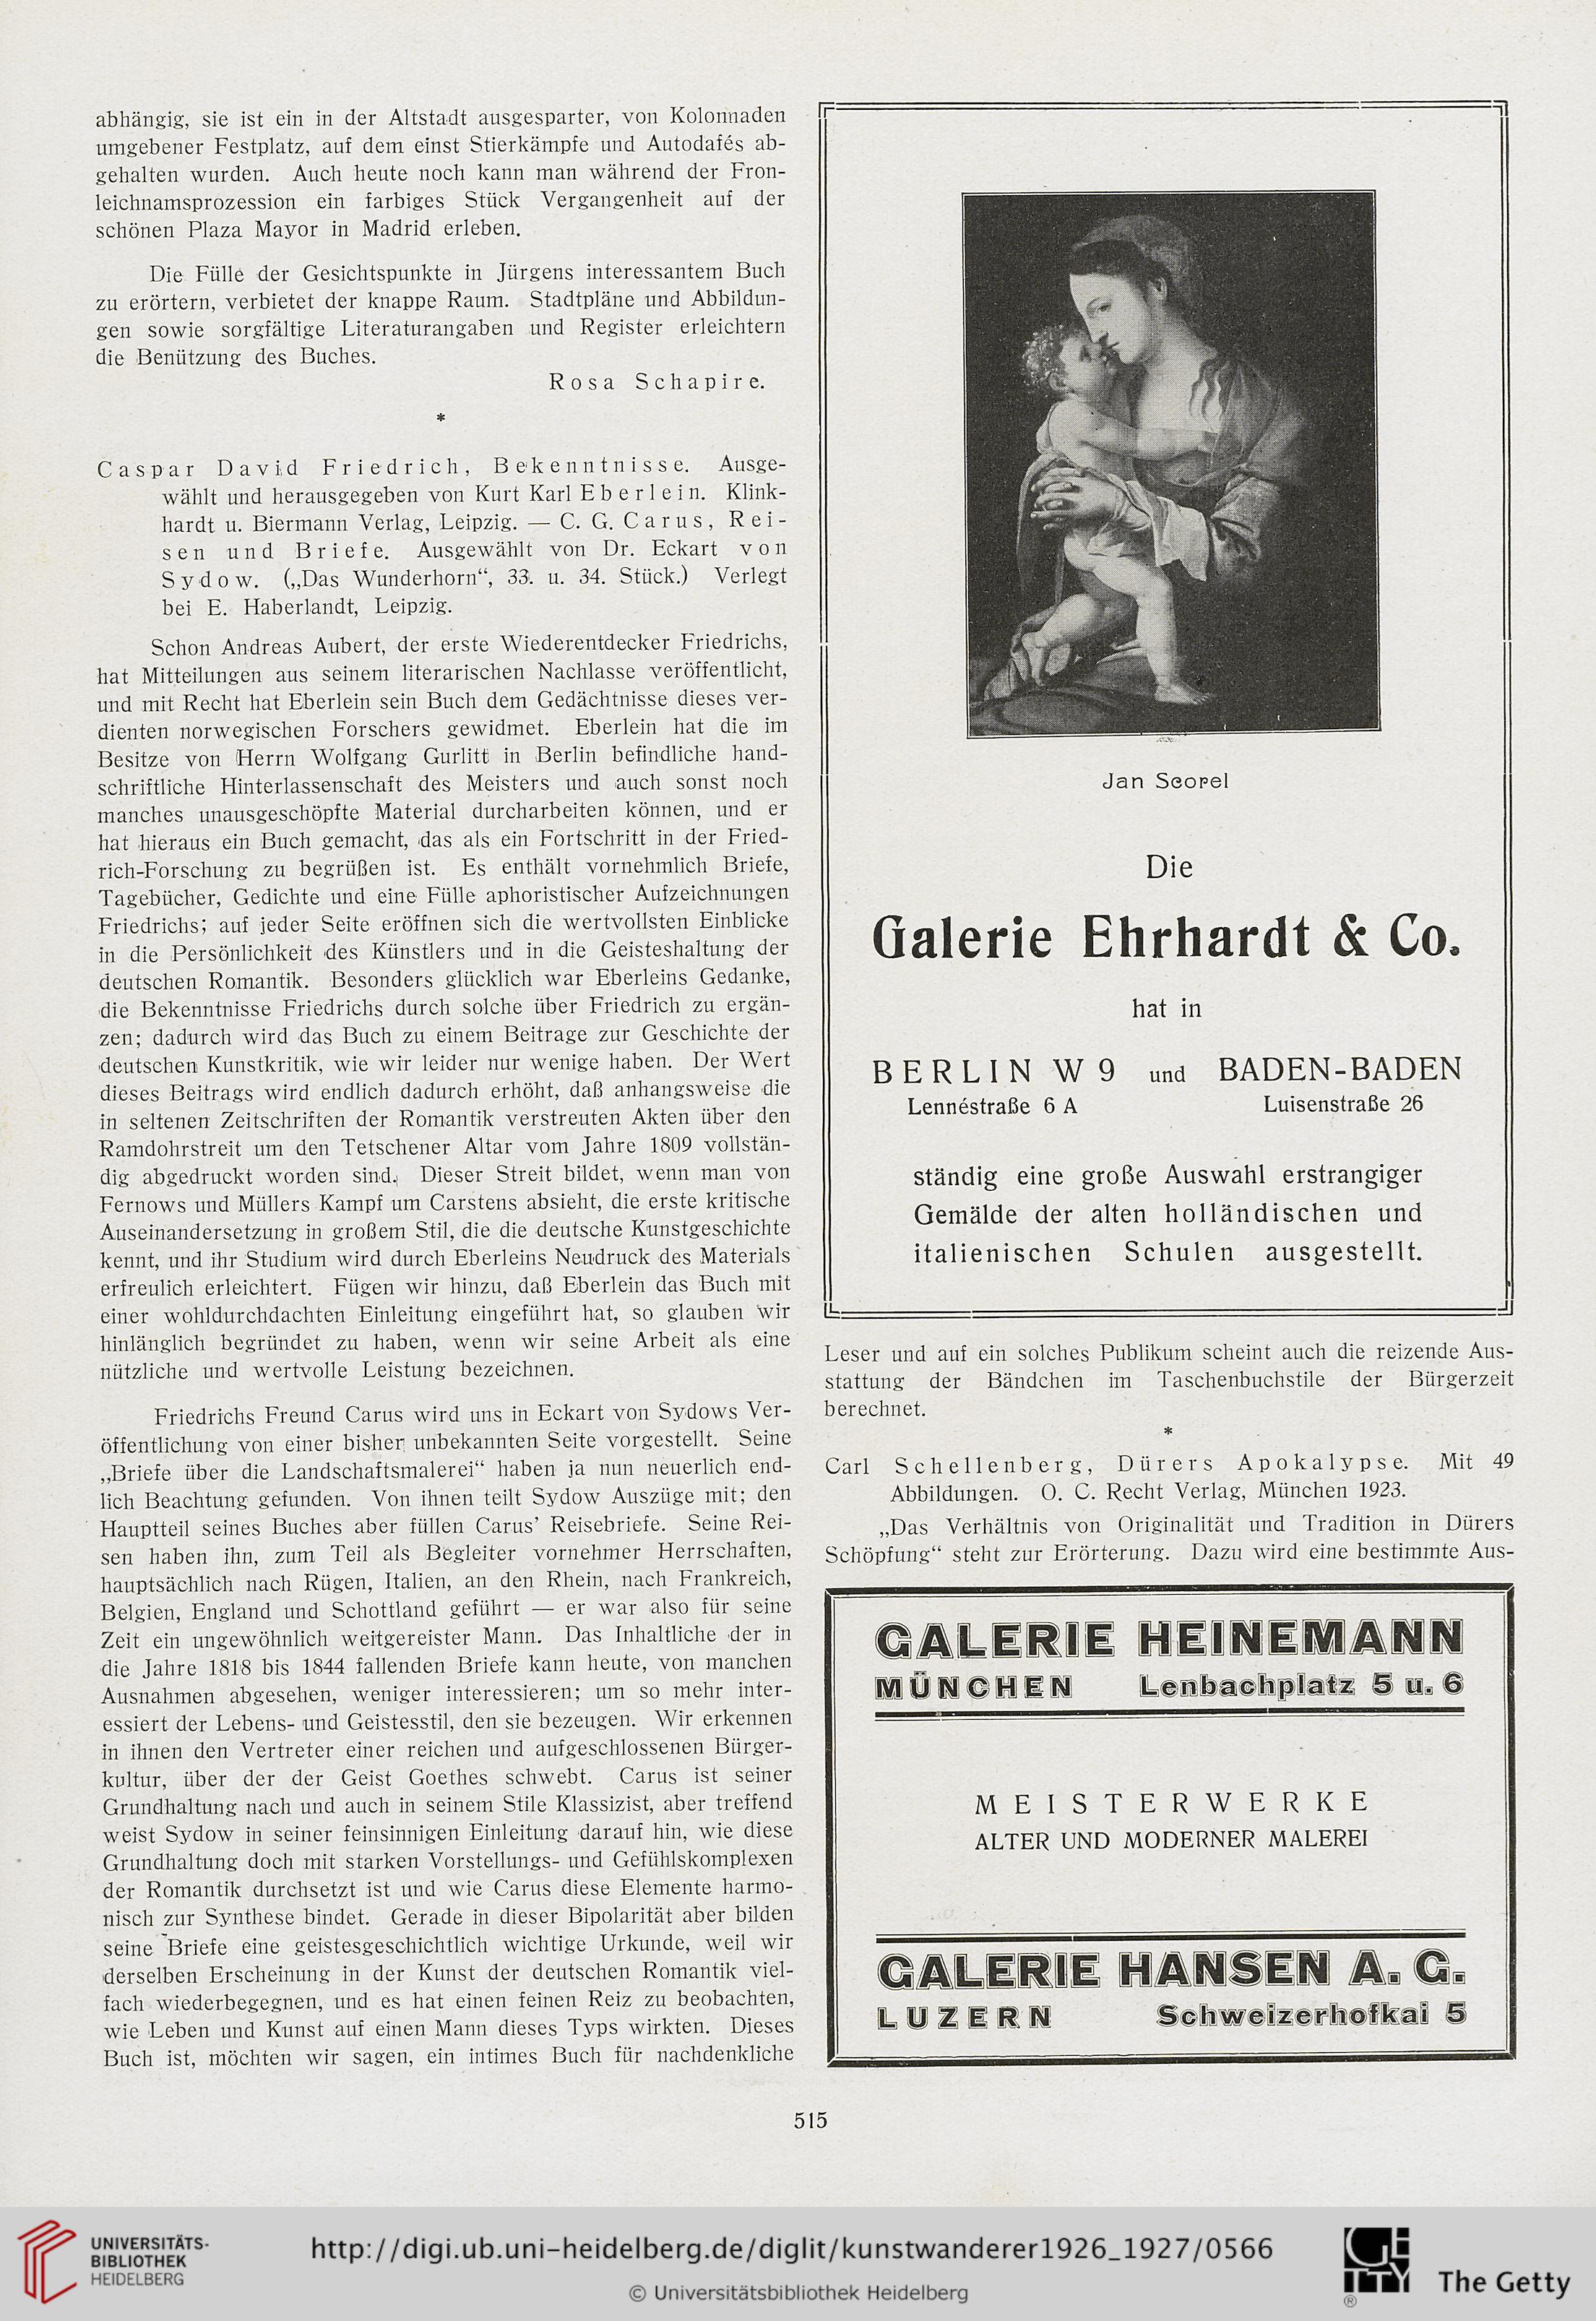 abhängig, sie ist ein in der Altstadt ausgesparter, von Kolonnaden
umgebener Festplatz, auf dem einst Stierkämpfe und Autodafés ab-
gehalten wurden. Auch heute noch kann man während der Fron-
leichnamsprozession ein farbiges Stück Vergangenheit auf der
schönen Plaza Mayor in Madrid erleben.
Die Fülle der Gesichtspunkte in Jürgens interessantem Buch
zu erörtern, verbietet der knappe Raum. Stadtpläne und Abbildun-
gen sowie sorgfältige Literaturangaben und Register erleichtern
die Benützung des Buches.
Rosa Schapire.
*
Caspar David Friedrich, Bekenntnisse. Ausge-
wählt und herausgegeben von Kurt Karl Eberlein. Klink-
hardt u. Biermann Verlag, Leipzig. — C. G. Carus, Rei-
sen und Briefe. Ausgewählt von Dr. Eckart von
Sydow. („Das Wunderhorn“, 33. u. 34. Stück.) Verlegt
bei E. Haberlandt, Leipzig.
Schon Andreas Aubert, der erste Wiederentdecker Friedrichs,
hat Mitteilungen aus seinem literarischen Nachlasse veröffentlicht,
und mit Recht hat Eberlein sein Buch dem Gedächtnisse dieses ver-
dienten norwegischen Forschers gewidmet. Eberlein hat die im
Besitze von Herrn Wolfgang Gurlitt in Berlin befindliche hand-
schriftliche Hinterlassenschaft des Meisters und auch sonst noch
manches unausgeschöpfte Material durcharbeiten können, und er
hat hieraus ein Buch gemacht, das als ein Fortschritt in der Fried-
rich-Forschung zu begrüßen ist. Es enthält vornehmlich Briefe,
Tagebücher, Gedichte und eine Fülle aphoristischer Aufzeichnungen
Friedrichs; auf jeder Seite eröffnen sich die wertvollsten Einblicke
in die Persönlichkeit des Künstlers und in die Geisteshaltung der
deutschen Romantik. Besonders glücklich war Eberleins Gedanke,
die Bekenntnisse Friedrichs durch solche über Friedrich zu ergän-
zen; dadurch wird das Buch zu einem Beitrage zur Geschichte der
deutschen Kunstkritik, wie wir leider nur wenige haben. Der Wert
dieses Beitrags wird endlich dadurch erhöht, daß anhangsweise die
in seltenen Zeitschriften der Romantik verstreuten Akten über den
Ramdohrstreit um den Tetschener Altar vom Jahre 1809 vollstän-
dig abgedruckt worden sind. Dieser Streit bildet, wenn man von
Fernows und Müllers Kampf um Carstens absieht, die erste kritische
Auseinandersetzung in großem Stil, die die deutsche Kunstgeschichte
kennt, und ihr Studium wird durch Eberleins Neudruck des Materials
erfreulich erleichtert. Fügen wir hinzu, daß Eberlein das Buch mit
einer wohldurchdachten Einleitung eingeführt hat, so glauben wir
hinlänglich begründet zu haben, wenn wir seine Arbeit als eine
nützliche und wertvolle Leistung bezeichnen.
Friedrichs Freund Carus wird uns in Eckart von Sydows Ver-
öffentlichung von einer bisher unbekannten Seite vorgestellt. Seine
„Briefe über die Landschaftsmalerei“ haben ja nun neuerlich end-
lich Beachtung gefunden. Von ihnen teilt Sydow Auszüge mit; den
Hauptteil seines Buches aber füllen Carus’ Reisebriefe. Seine Rei-
sen haben ihn, zum Teil als Begleiter vornehmer Herrschaften,
hauptsächlich nach Rügen, Italien, an den Rhein, nach Frankreich,
Belgien, England und Schottland geführt — er war also für seine
Zeit ein ungewöhnlich weitgereister Mann. Das Inhaltliche der in
die Jahre 1818 bis 1844 fallenden Briefe kann heute, von manchen
Ausnahmen abgesehen, weniger interessieren; um so mehr inter-
essiert der Lebens- und Geistesstil, den sie bezeugen. Wir erkennen
in ihnen den Vertreter einer reichen und aufgeschlossenen Bürger-
kultur, über der der Geist Goethes schwebt. Carus ist seiner
Grundhaltung nach und auch in seinem Stile Klassizist, aber treffend
weist Sydow in seiner feinsinnigen Einleitung darauf hin, wie diese
Grundhaltung doch mit starken Vorstellungs- und Gefühlskomplexen
der Romantik durchsetzt ist und wie Carus diese Elemente harmo-
nisch zur Synthese bindet. Gerade in dieser Bipolarität aber bilden
seine Briefe eine geistesgeschichtlich wichtige Urkunde, weil wir
derselben Erscheinung in der Kunst der deutschen Romantik viel-
fach wiederbegegnen, und es hat einen feinen Reiz zu beobachten,
wie Leben und Kunst auf einen Mann dieses Typs wirkten. Dieses
Buch ist, möchten wir sagen, ein intimes Buch für nachdenkliche
Jan Scorel
Die
Galerie Ehrhardt & Co.
hat in
BERLIN W 9 und BADEN-BADEN
Lennéstraße 6 A Luisenstraße 26
ständig eine große Auswahl erstrangiger
Gemälde der alten holländischen und
italienischen Schulen ausgestellt.
Leser und auf ein solches Publikum scheint auch die reizende Aus-
stattung der Bändchen im Taschenbuchstile der Bürgerzeit
berechnet.
*
Carl Schellenberg, Dürers Apokalypse. Mit 49
Abbildungen. O. C. Recht Verlag, München 1923.
„Das Verhältnis von Originalität und Tradition in Dürers
Schöpfung“ steht zur Erörterung. Dazu wird eine bestimmte Aus-
GALERIE HEINEMANN
MÜNCHEN Lenbachplatz 5 u. 6
MEISTERWERKE
ALTER UND MODERNER MALEREI
GALERIE HANSEN A. G.
LUZERN Schweizerhofkai 5
515
UNIVERSITÄTS-
BIBLIOTHEK
HEIDELBERG
http://digi.ub.uni-heidelberg.de/diglit/kunstwanderer1926_1927/0566
© Universitätsbibliothek Heidelberg
GETTY
®
The Getty